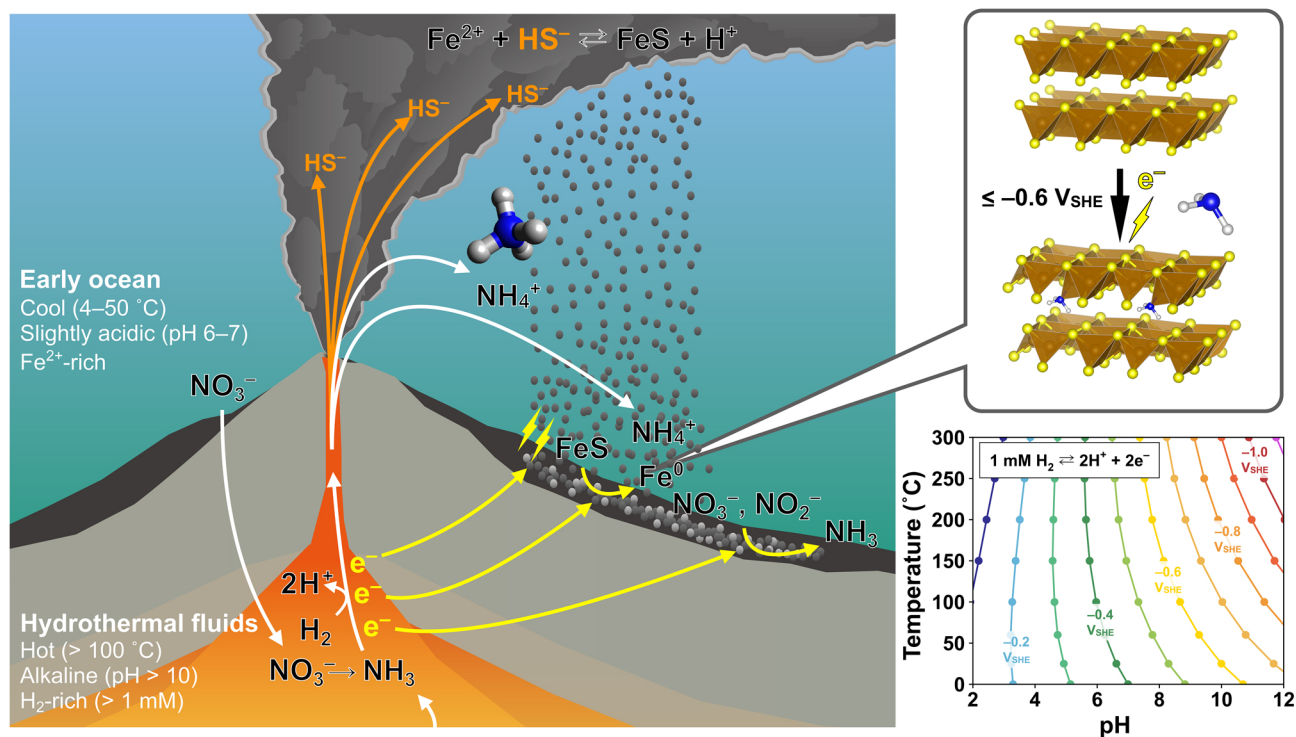 Fe²⁺ + HS⁻ ⇌ FeS + H⁺
HS⁻
HS⁻
HS⁻
Early ocean
Cool (4–50 ˚C)
Slightly acidic (pH 6–7)
Fe²⁺-rich
NH₄⁺
NO₃⁻
NH₄⁺
FeS
Fe⁰
NO₃⁻, NO₂⁻
NH₃
e⁻
2H⁺
e⁻
H₂
e⁻
NO₃⁻→ NH₃
Hydrothermal fluids
Hot (> 100 ˚C)
Alkaline (pH > 10)
H₂-rich (> 1 mM)
≤ –0.6 V_SHE
e⁻
1 mM H₂ ⇌ 2H⁺ + 2e⁻
–1.0
V_SHE
–0.8
V_SHE
–0.6
V_SHE
–0.4
V_SHE
–0.2
V_SHE
Temperature (˚C)
300
250
200
150
100
50
0
2 4 6 8 10 12
pH